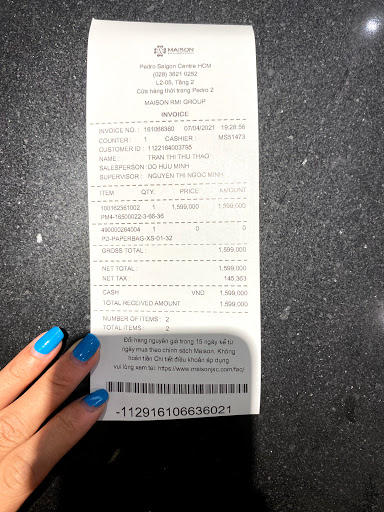 MAISON
Pedro Saigon Centre HCM
(028) 3821 0252
L2-05, Tầng 2
Cửa hàng thời trang Pedro 2
MAISON RMI GROUP
INVOICE
INVOICE NO. : 161066360 07/04/2021 19:28:56
COUNTER : 1 CASHIER : MS51473
CUSTOMER ID : 1122164003795
NAME : TRAN THI THU THAO
SALESPERSON : DO HUU MINH
SUPERVISOR : NGUYEN THI NGOC MINH
ITEM QTY. PRICE AMOUNT
100162361002 1 1,599,000 1,599,000
PM4-16500022-3-66-36
490000264004 1 0 0
PD-PAPERBAG-XS-01-32
GROSS TOTAL : 1,599,000
NET TOTAL : 1,599,000
NET TAX 145,363
CASH VND 1,599,000
TOTAL RECEIVED AMOUNT 1,599,000
NUMBER OF ITEMS : 2
TOTAL ITEMS : 2
Đổi hàng nguyên giá trong 15 ngày kể từ
ngày mua theo chính sách Maison. Không
hoàn tiền. Chi tiết điều khoản áp dụng
vui lòng xem tại: https://www.maisonjsc.com/faq/
-112916106636021